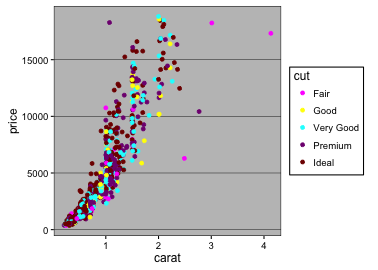 price
15000
10000
5000
0
1
2
3
4
carat
cut
Fair
Good
Very Good
Premium
Ideal